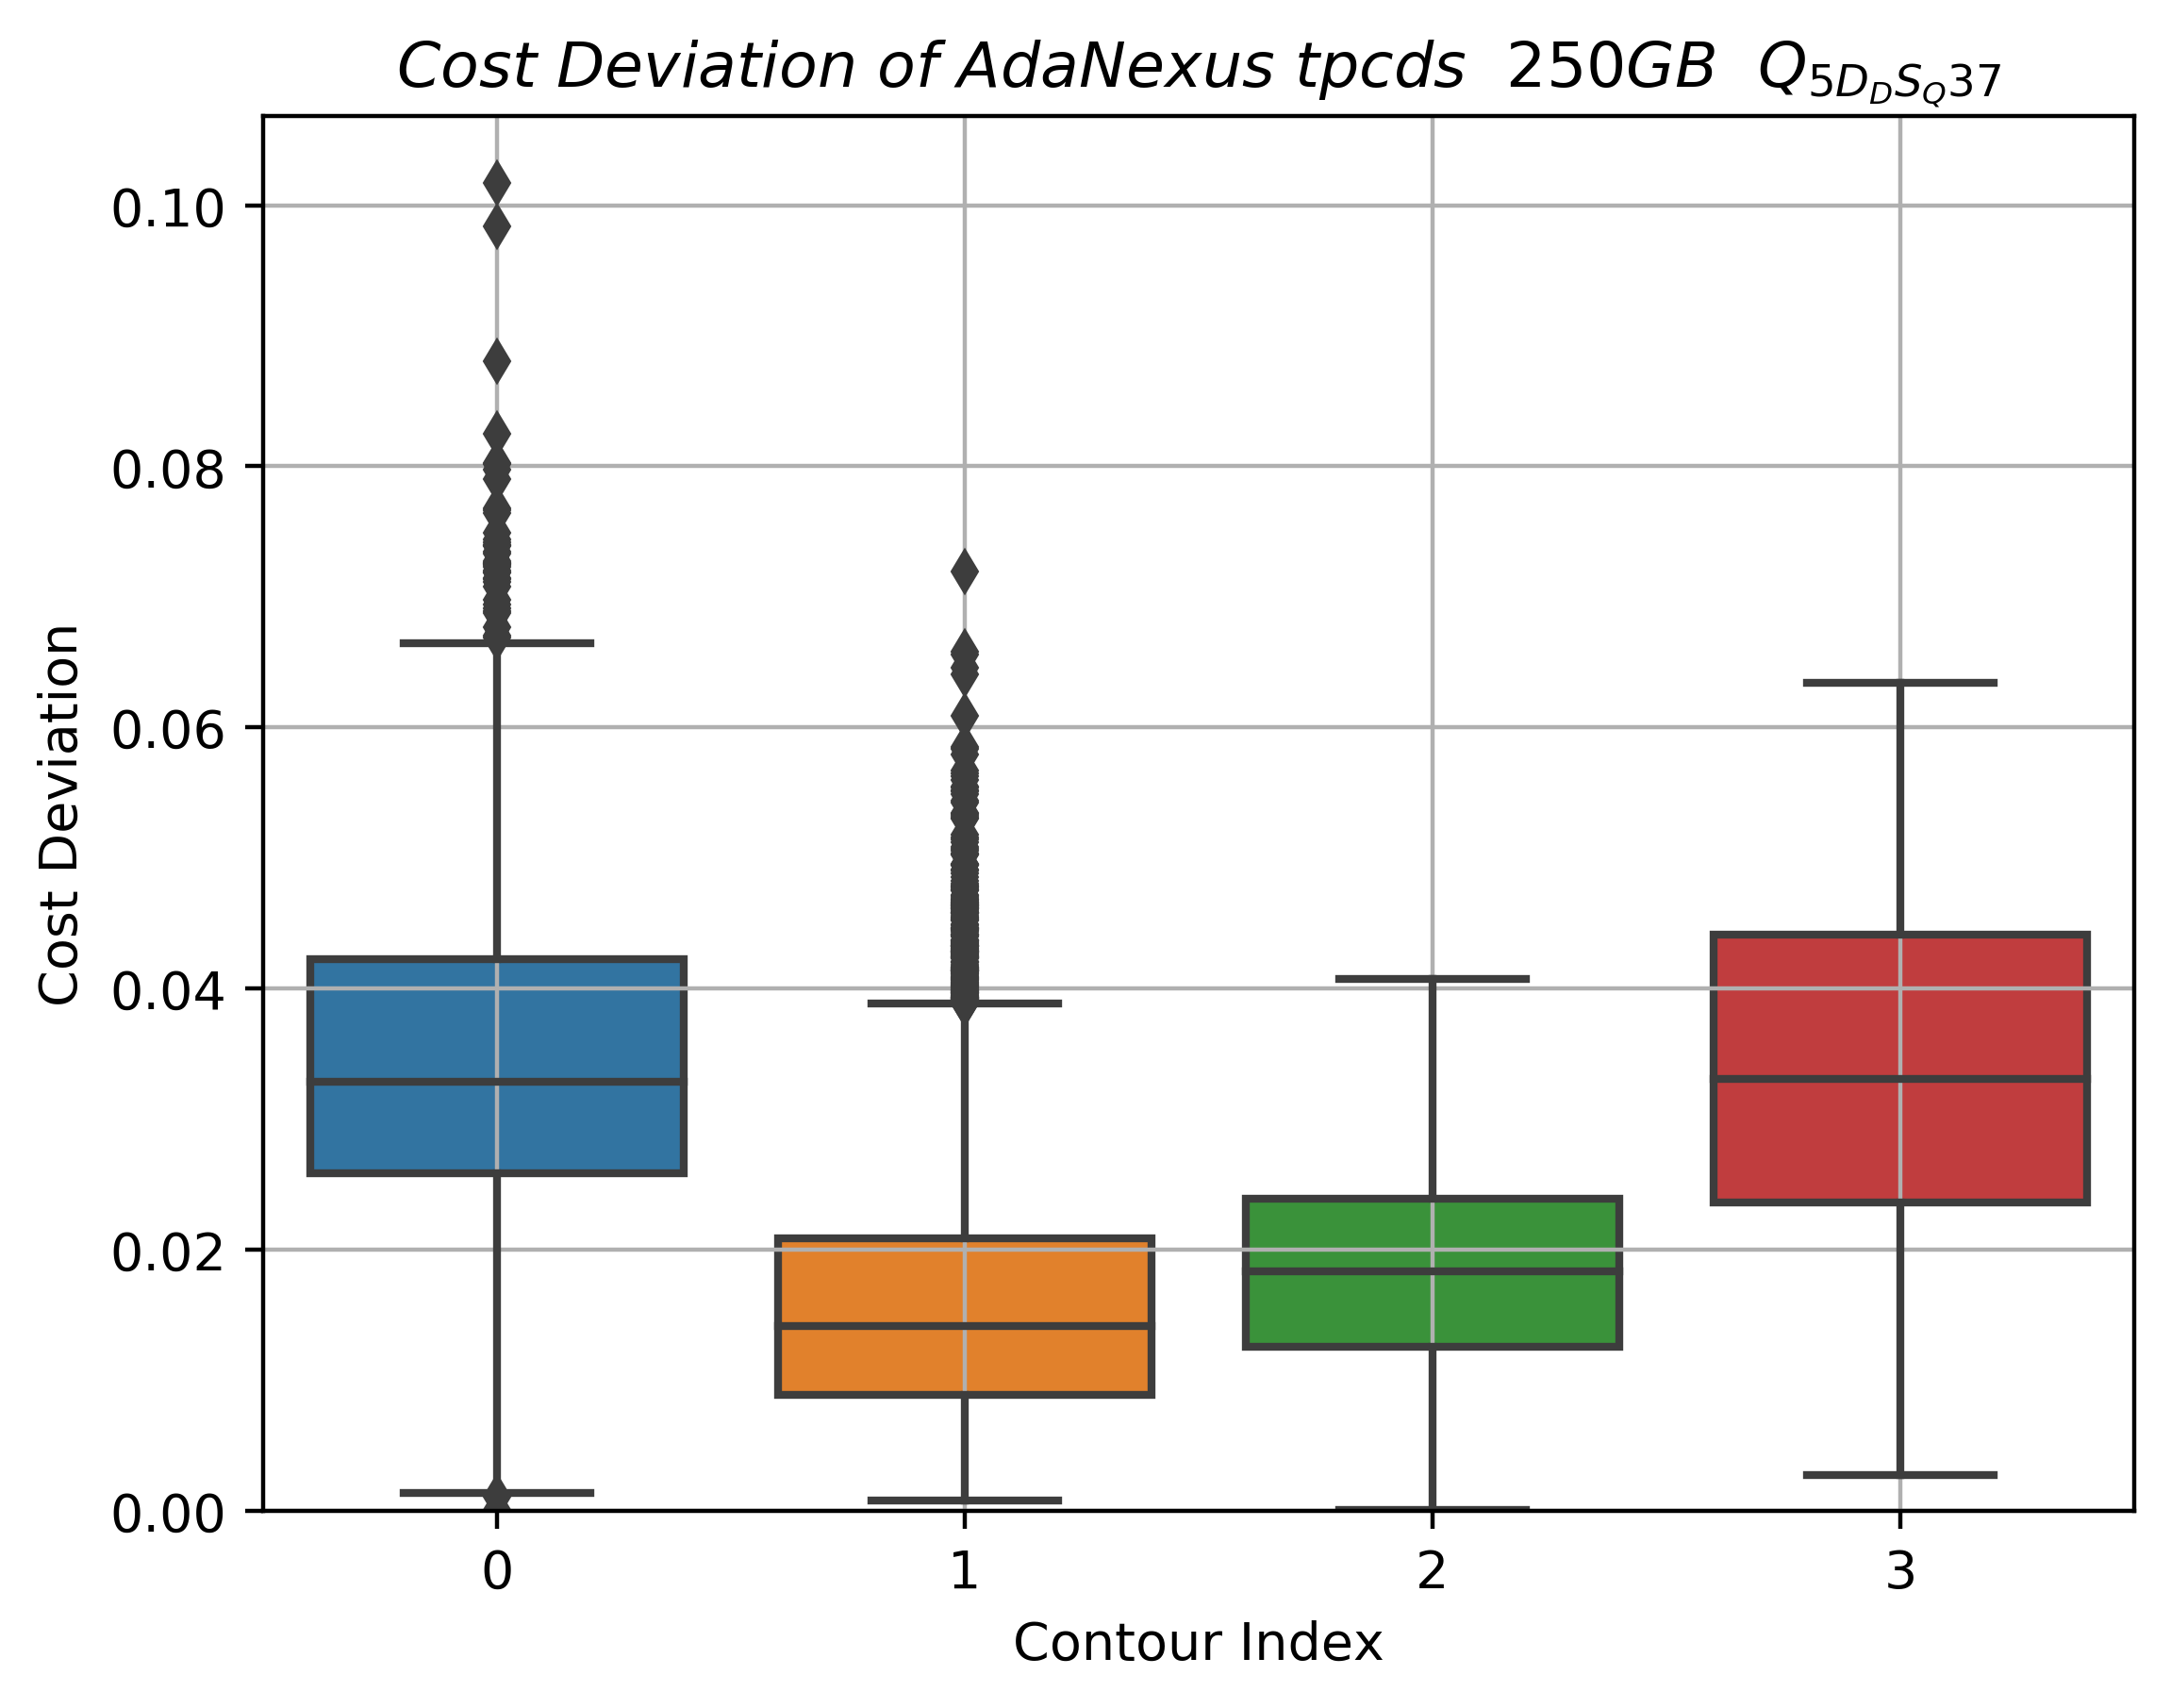 Cost Deviation of AdaNexus tpcds 250GB Q5DDSQ37
0.10
0.08
0.06
0.04
0.02
0.00
Cost Deviation
0 1 2 3
Contour Index